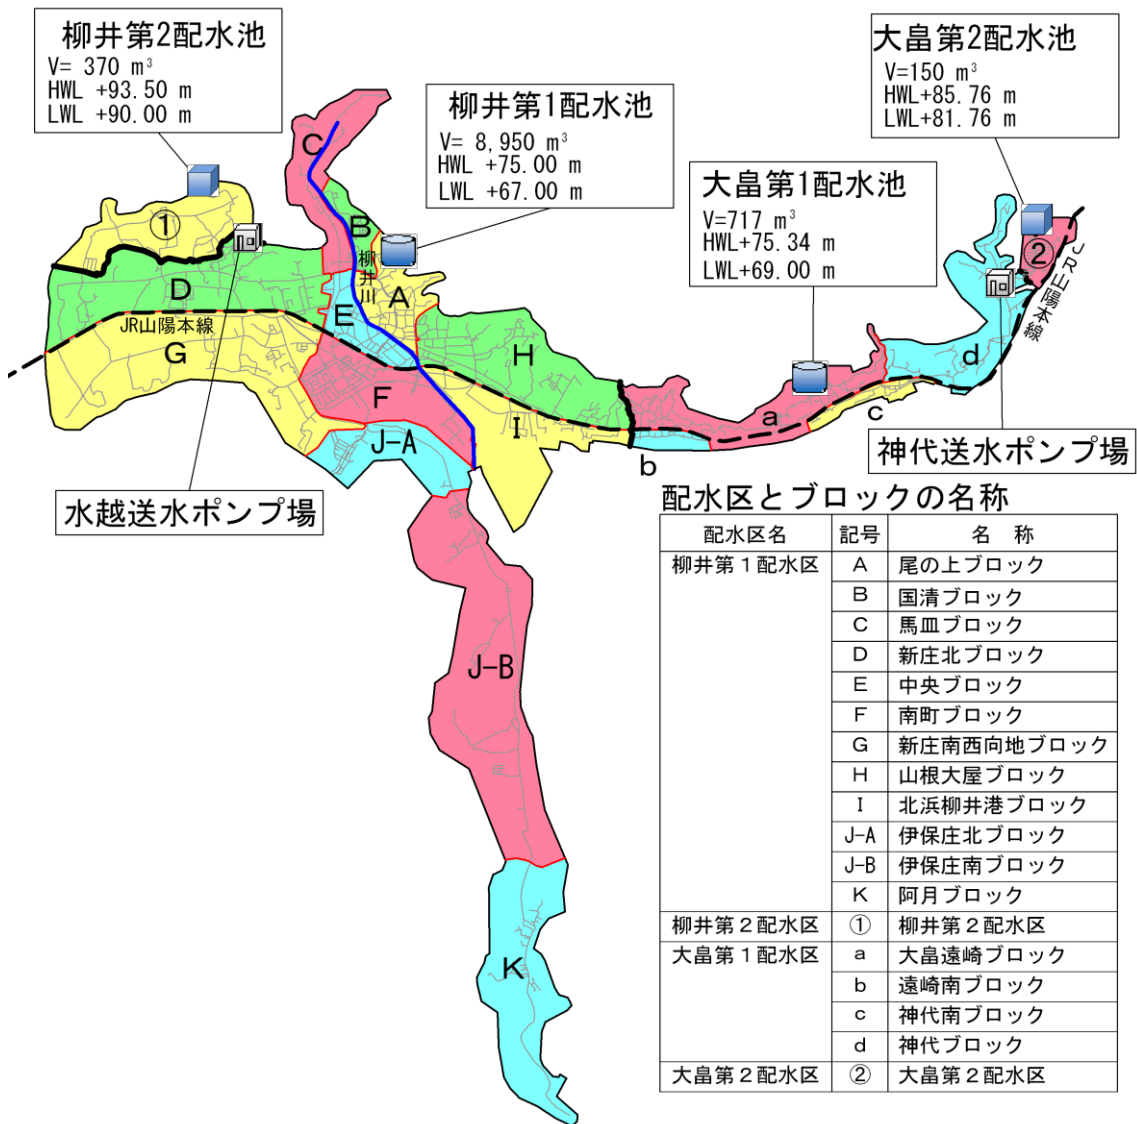 柳井第2配水池
V= 370 m³
HWL +93.50 m
LWL +90.00 m
柳井第1配水池
V= 8,950 m³
HWL +75.00 m
LWL +67.00 m
大畠第2配水池
V=150 m³
HWL+85.76 m
LWL+81.76 m
大畠第1配水池
V=717 m³
HWL+75.34 m
LWL+69.00 m
C
B
柳井川
①
A
D
E
JR山陽本線
G
H
F
I
J-A
②
JR山陽本線
d
a
c
b
神代送水ポンプ場
水越送水ポンプ場
J-B
K
配水区とブロックの名称
配水区名 記号 名 称
柳井第1配水区 A 尾の上ブロック
B 国清ブロック
C 馬皿ブロック
D 新庄北ブロック
E 中央ブロック
F 南町ブロック
G 新庄南西向地ブロック
H 山根大屋ブロック
I 北浜柳井港ブロック
J-A 伊保庄北ブロック
J-B 伊保庄南ブロック
K 阿月ブロック
柳井第2配水区 ① 柳井第2配水区
大畠第1配水区 a 大畠遠崎ブロック
b 遠崎南ブロック
c 神代南ブロック
d 神代ブロック
大畠第2配水区 ② 大畠第2配水区